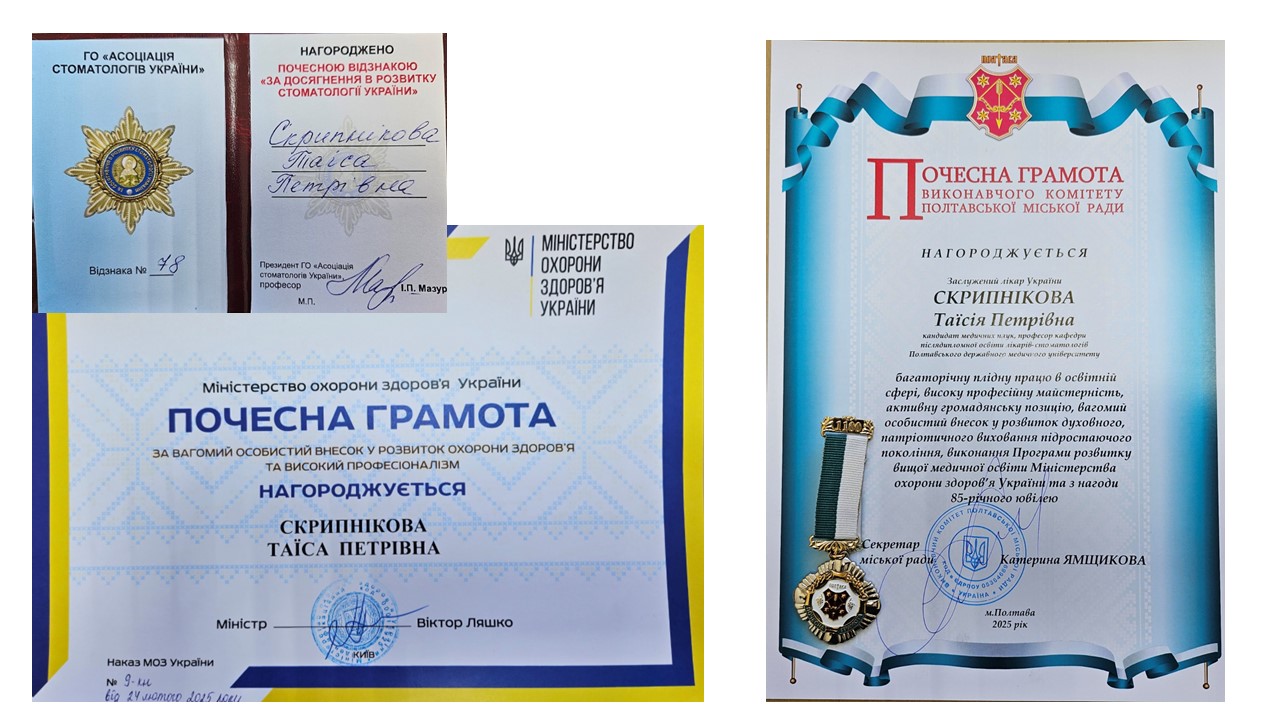 ГО «АСОЦІАЦІЯ
СТОМАТОЛОГІВ УКРАЇНИ»
Відзнака № 78
НАГОРОДЖЕНО
ПОЧЕСНОЮ ВІДЗНАКОЮ
«ЗА ДОСЯГНЕННЯ В РОЗВИТКУ
СТОМАТОЛОГІЇ УКРАЇНИ»
Скрипнікова
Таїса
Петрівна
Президент ГО «Асоціація
стоматологів України»,
професор
І.П. Мазур
М.П.
МІНІСТЕРСТВО
ОХОРОНИ
ЗДОРОВ'Я
УКРАЇНИ
Міністерство охорони здоров'я України
ПОЧЕСНА ГРАМОТА
ЗА ВАГОМИЙ ОСОБИСТИЙ ВНЕСОК У РОЗВИТОК ОХОРОНИ ЗДОРОВ'Я
ТА ВИСОКИЙ ПРОФЕСІОНАЛІЗМ
НАГОРОДЖУЄТЬСЯ
СКРИПНІКОВА
ТАЇСА ПЕТРІВНА
Міністр Віктор Ляшко
КИЇВ
Наказ МОЗ України
№ 9-кн
від 24 лютого 2025 року
ПОЛТАВА
ПОЧЕСНА ГРАМОТА
ВИКОНАВЧОГО КОМІТЕТУ
ПОЛТАВСЬКОЇ МІСЬКОЇ РАДИ
НАГОРОДЖУЄТЬСЯ
Заслужений лікар України
СКРИПНІКОВА
Таїсія Петрівна
кандидат медичних наук, професор кафедри
післядипломної освіти лікарів-стоматологів
Полтавського державного медичного університету
багаторічну плідну працю в освітній
сфері, високу професійну майстерність,
активну громадянську позицію, вагомий
особистий внесок у розвиток духовного,
патріотичного виховання підростаючого
покоління, виконання Програми розвитку
вищої медичної освіти Міністерства
охорони здоров'я України та з нагоди
85-річного ювілею
Секретар
міської ради Катерина ЯМЩИКОВА
м.Полтава
2025 рік